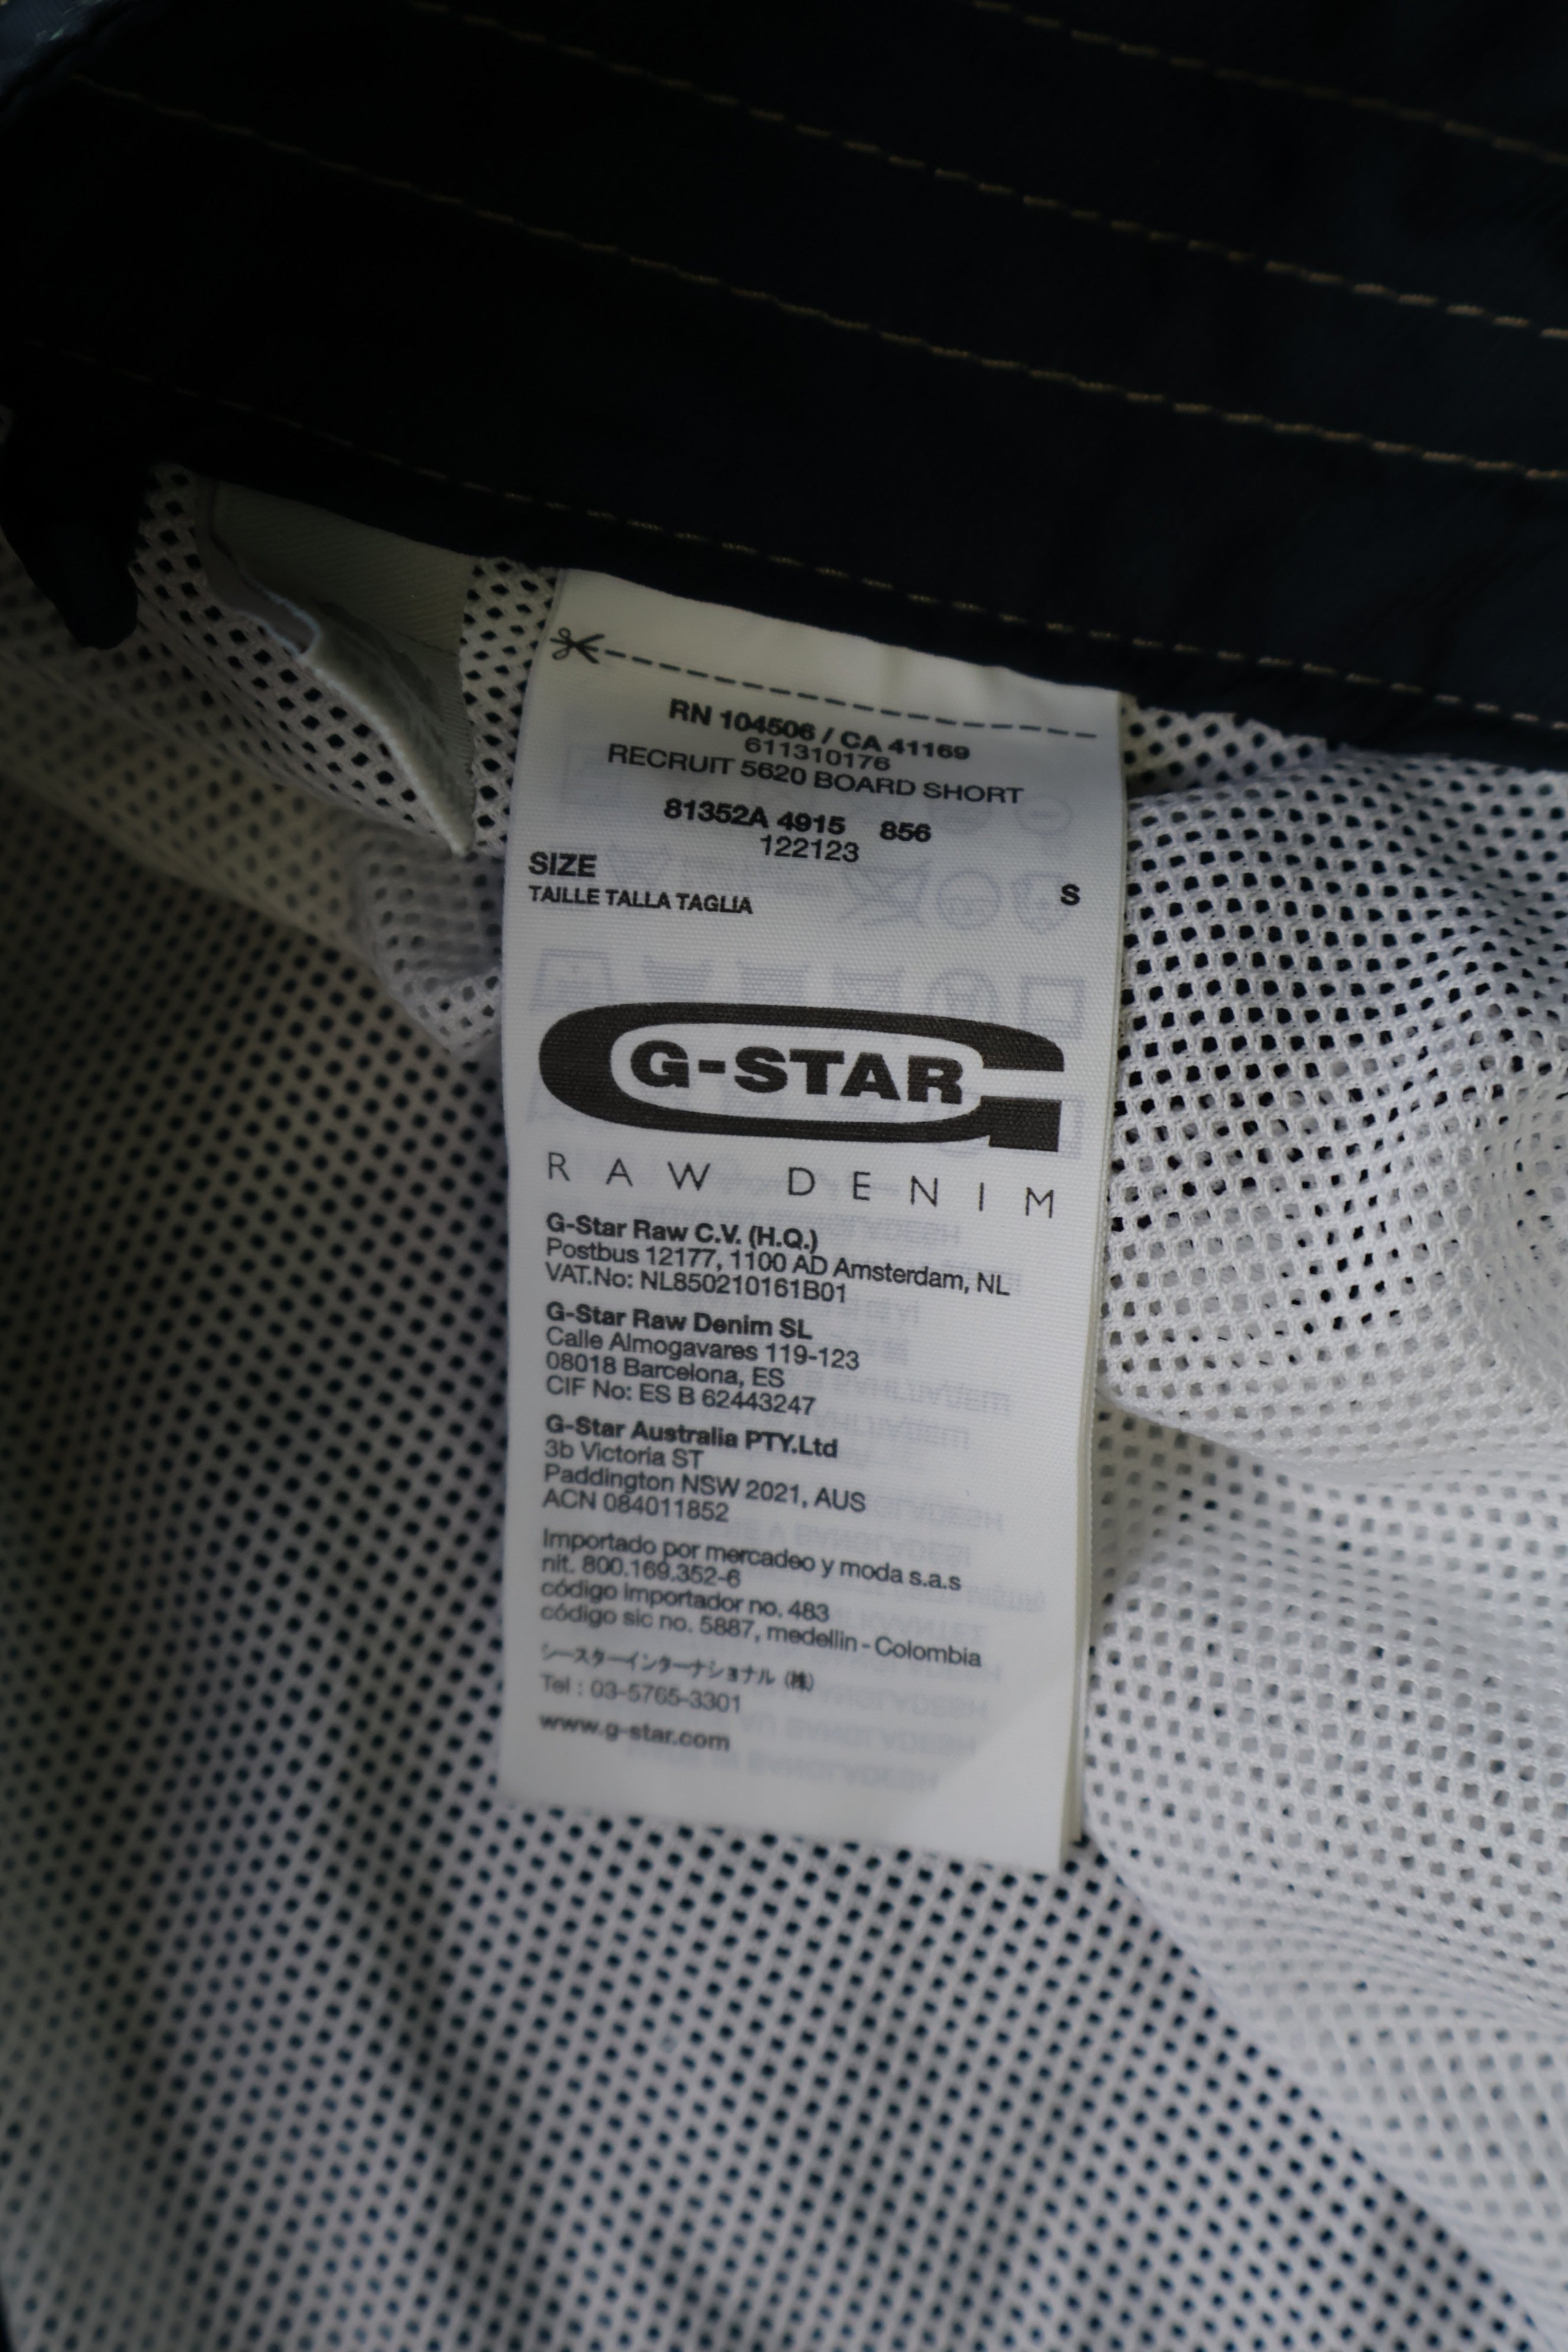 RN 104506 / CA 41169
611310176
RECRUIT 5620 BOARD SHORT
81352A 4915 856
122123
SIZE
TAILLE TALLA TAGLIA S
G-STAR
RAW DENIM
G-Star Raw C.V. (H.Q.)
Postbus 12177, 1100 AD Amsterdam, NL
VAT.No: NL850210161B01
G-Star Raw Denim SL
Calle Almogavares 119-123
08018 Barcelona, ES
CIF No: ES B 62443247
G-Star Australia PTY.Ltd
3b Victoria ST
Paddington NSW 2021, AUS
ACN 084011852
Importado por mercadeo y moda s.a.s
nit. 800.169.352-6
código importador no. 483
código sic no. 5887, medellin - Colombia
シースターインターナショナル (株)
Tel : 03-5765-3301
www.g-star.com